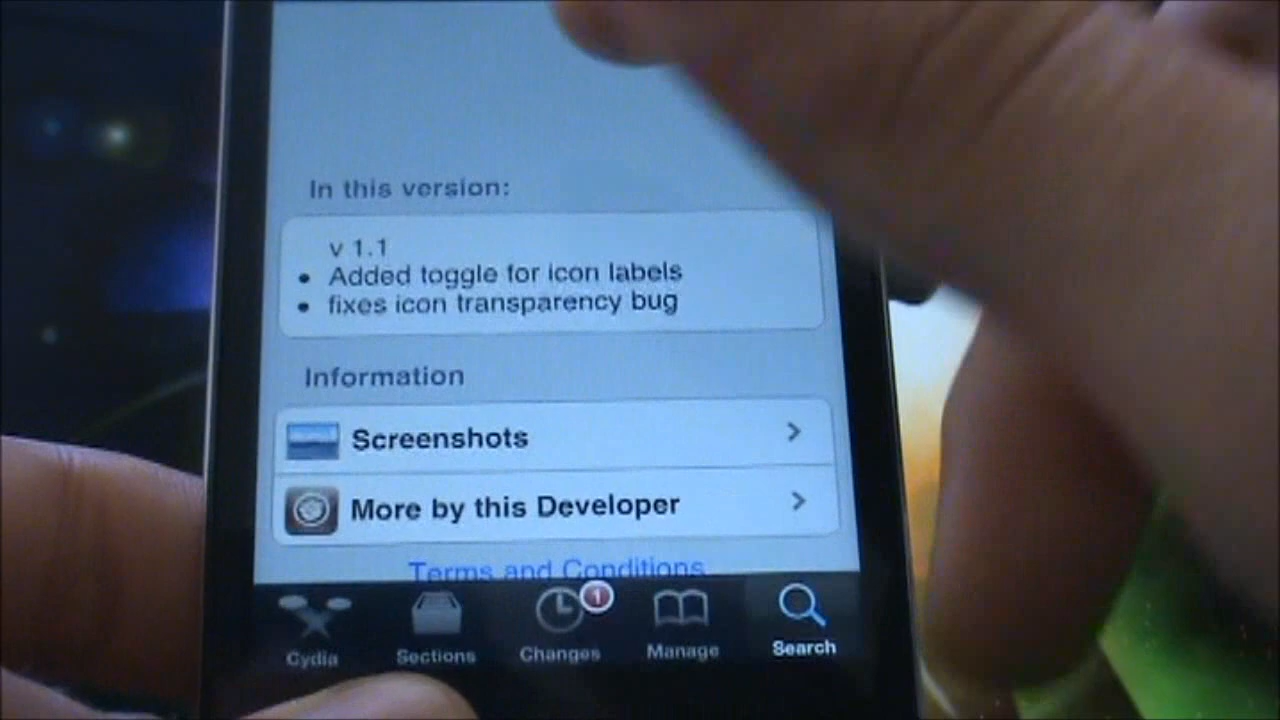 In this version:
v 1.1
• Added toggle for icon labels
• fixes icon transparency bug
Information
Screenshots
More by this Developer
Terms and Conditions
1
Cydia
Sections
Changes
Manage
Search